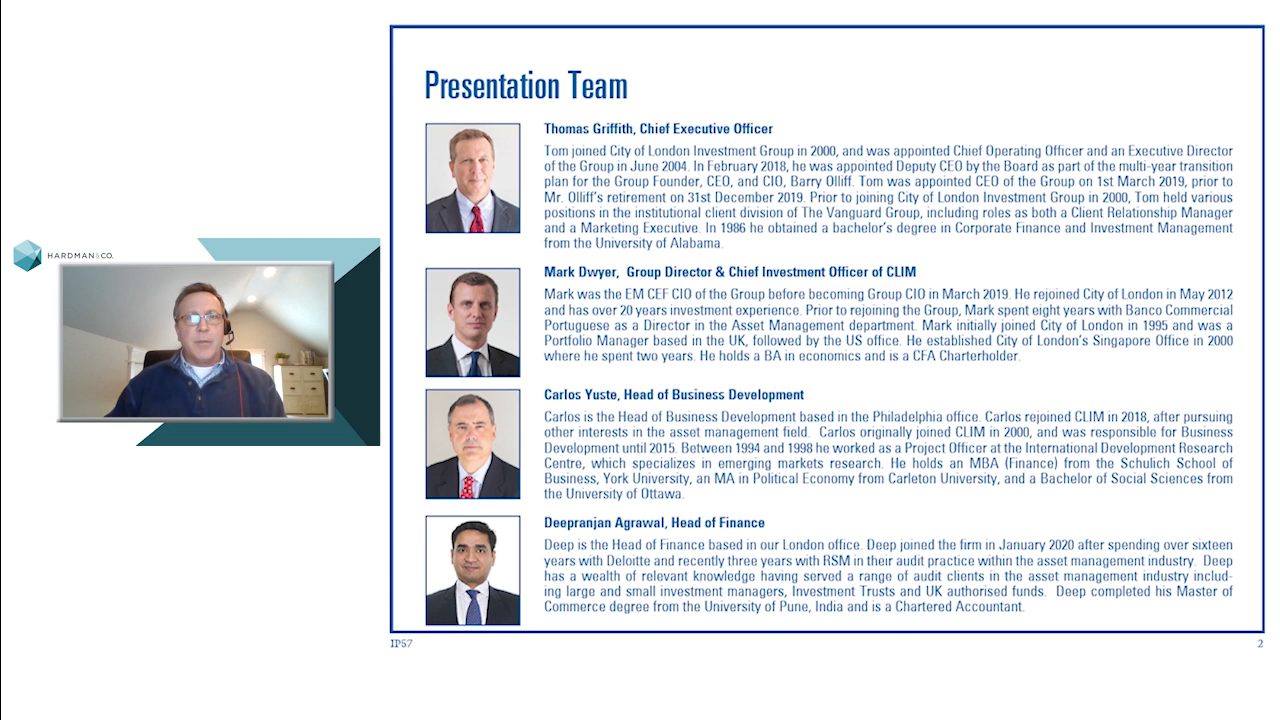 HARDMAN&CO.
Presentation Team
Thomas Griffith, Chief Executive Officer
Tom joined City of London Investment Group in 2000, and was appointed Chief Operating Officer and an Executive Director
of the Group in June 2004. In February 2018, he was appointed Deputy CEO by the Board as part of the multi-year transition
plan for the Group Founder, CEO, and CIO, Barry Olliff. Tom was appointed CEO of the Group on 1st March 2019, prior to
Mr. Olliff's retirement on 31st December 2019. Prior to joining City of London Investment Group in 2000, Tom held various
positions in the institutional client division of The Vanguard Group, including roles as both a Client Relationship Manager
and a Marketing Executive. In 1986 he obtained a bachelor's degree in Corporate Finance and Investment Management
from the University of Alabama.
Mark Dwyer, Group Director & Chief Investment Officer of CLIM
Mark was the EM CEF CIO of the Group before becoming Group CIO in March 2019. He rejoined City of London in May 2012
and has over 20 years investment experience. Prior to rejoining the Group, Mark spent eight years with Banco Commercial
Portuguese as a Director in the Asset Management department. Mark initially joined City of London in 1995 and was a
Portfolio Manager based in the UK, followed by the US office. He established City of London's Singapore Office in 2000
where he spent two years. He holds a BA in economics and is a CFA Charterholder.
Carlos Yuste, Head of Business Development
Carlos is the Head of Business Development based in the Philadelphia office. Carlos rejoined CLIM in 2018, after pursuing
other interests in the asset management field. Carlos originally joined CLIM in 2000, and was responsible for Business
Development until 2015. Between 1994 and 1998 he worked as a Project Officer at the International Development Research
Centre, which specializes in emerging markets research. He holds an MBA (Finance) from the Schulich School of
Business, York University, an MA in Political Economy from Carleton University, and a Bachelor of Social Sciences from
the University of Ottawa.
Deepranjan Agrawal, Head of Finance
Deep is the Head of Finance based in our London office. Deep joined the firm in January 2020 after spending over sixteen
years with Deloitte and recently three years with RSM in their audit practice within the asset management industry. Deep
has a wealth of relevant knowledge having served a range of audit clients in the asset management industry includ-
ing large and small investment managers, Investment Trusts and UK authorised funds. Deep completed his Master of
Commerce degree from the University of Pune, India and is a Chartered Accountant.
IP57
2